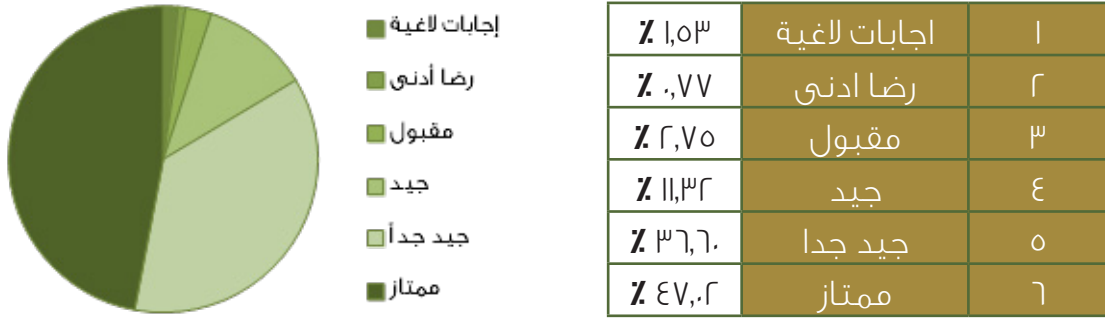 إجابات لاغية
رضا أدنى
مقبول
جيد
جيد جدأ
ممتاز
١ اجابات لاغية ١,٥٣ ٪
٢ رضا ادنى ٠,٧٧ ٪
٣ مقبول ٢,٧٥ ٪
٤ جيد ١١,٣٢ ٪
٥ جيد جدا ٣٦,٦٠ ٪
٦ ممتاز ٤٧,٠٢ ٪